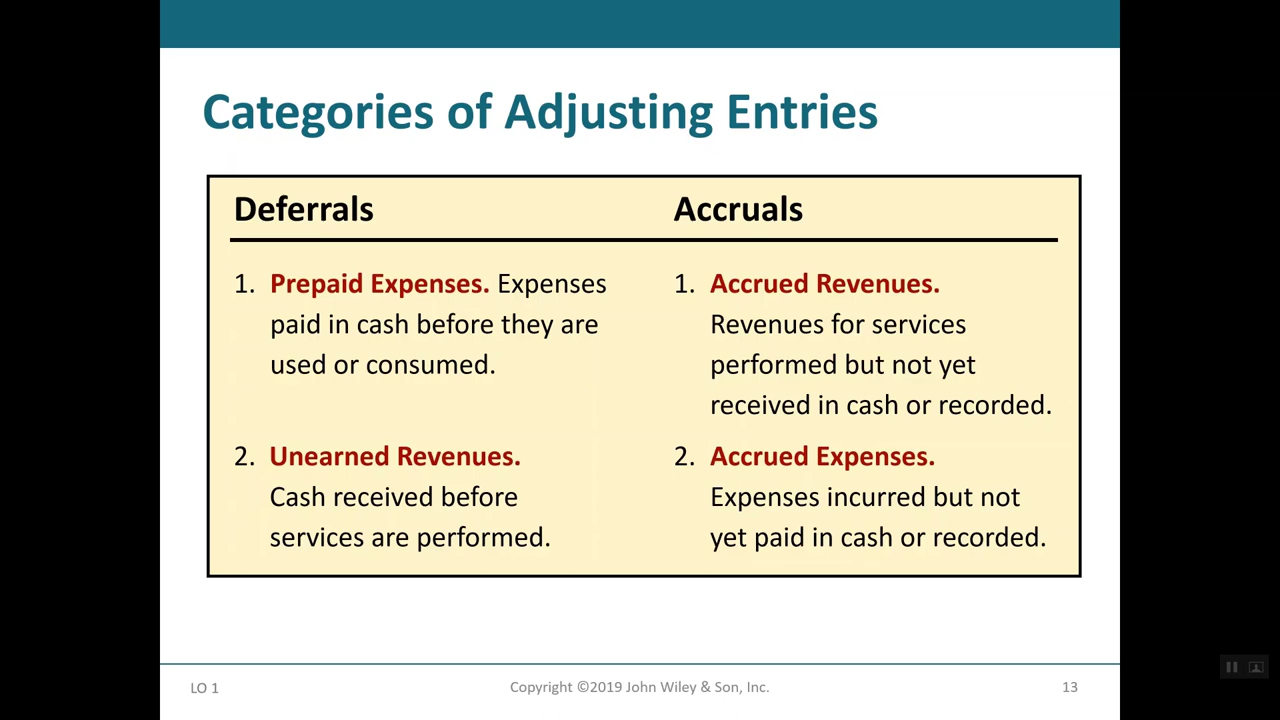 Categories of Adjusting Entries
Deferrals
1. Prepaid Expenses. Expenses
paid in cash before they are
used or consumed.
2. Unearned Revenues.
Cash received before
services are performed.
Accruals
1. Accrued Revenues.
Revenues for services
performed but not yet
received in cash or recorded.
2. Accrued Expenses.
Expenses incurred but not
yet paid in cash or recorded.
LO 1
Copyright ©2019 John Wiley & Son, Inc.
13